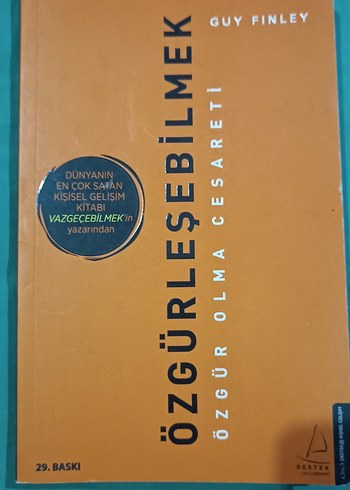 GUY FINLEY
ÖZGÜRLEŞEBİLMEK
ÖZGÜR OLMA CESARETİ
DÜNYANIN
EN ÇOK SATAN
KİŞİSEL GELİŞİM
KİTABI
VAZGEÇEBİLMEK'in
yazarından
29. BASKI
DESTEK